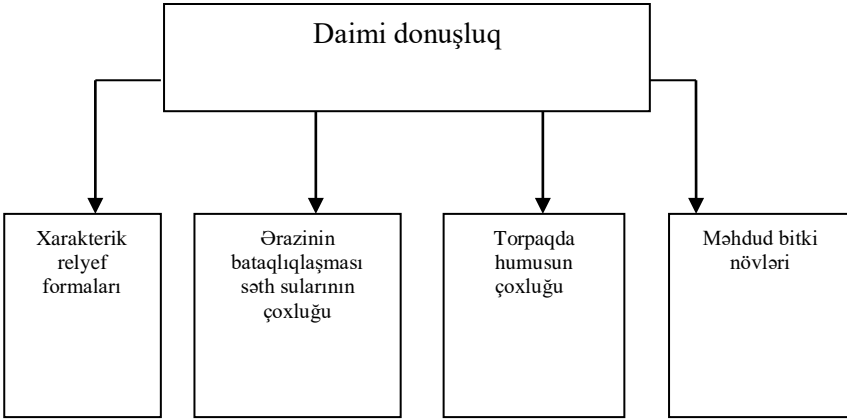 Daimi donuşluq
Xarakterik
relyef
formaları
Ərazinin
bataqlıqlaşması
səth sularının
çoxluğu
Torpaqda
humusun
çoxluğu
Məhdud bitki
növləri